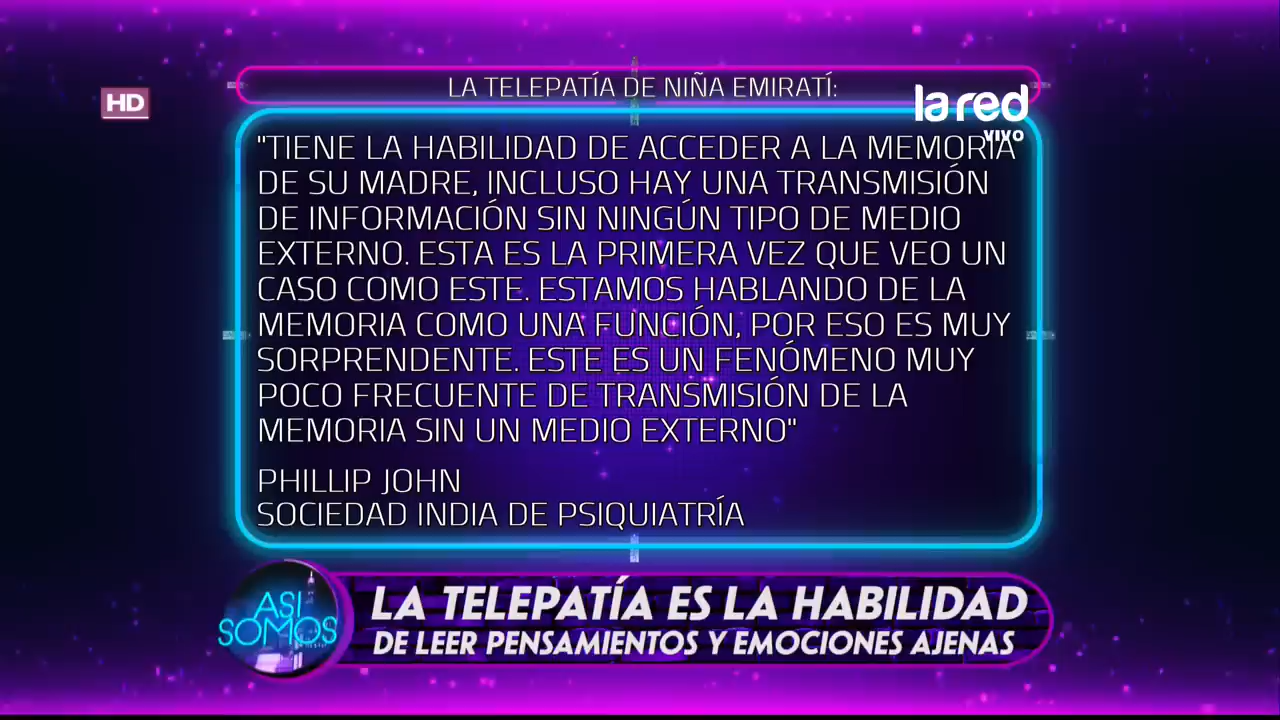 HD
LA TELEPATÍA DE NIÑA EMIRATÍ:
la red
VIVO
"TIENE LA HABILIDAD DE ACCEDER A LA MEMORIA
DE SU MADRE, INCLUSO HAY UNA TRANSMISIÓN
DE INFORMACIÓN SIN NINGÚN TIPO DE MEDIO
EXTERNO. ESTA ES LA PRIMERA VEZ QUE VEO UN
CASO COMO ESTE. ESTAMOS HABLANDO DE LA
MEMORIA COMO UNA FUNCIÓN, POR ESO ES MUY
SORPRENDENTE. ESTE ES UN FENÓMENO MUY
POCO FRECUENTE DE TRANSMISIÓN DE LA
MEMORIA SIN UN MEDIO EXTERNO"
PHILLIP JOHN
SOCIEDAD INDIA DE PSIQUIATRÍA
ASI
SOMOS
LA TELEPATÍA ES LA HABILIDAD
DE LEER PENSAMIENTOS Y EMOCIONES AJENAS